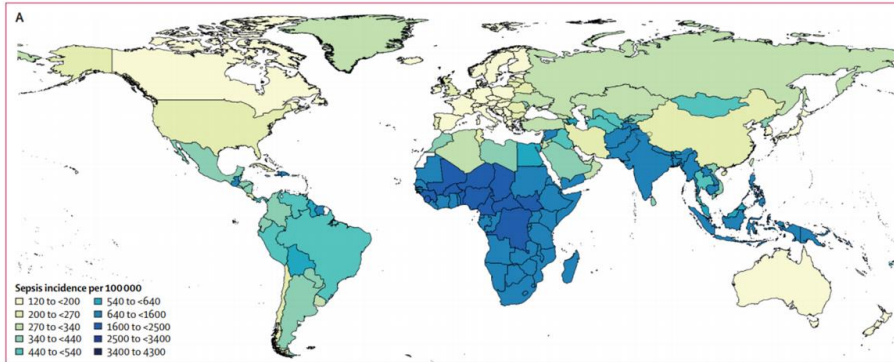 A
Sepsis incidence per 100 000
120 to <200 540 to <640
200 to <270 640 to <1600
270 to <340 1600 to <2500
340 to <440 2500 to <3400
440 to <540 3400 to 4300